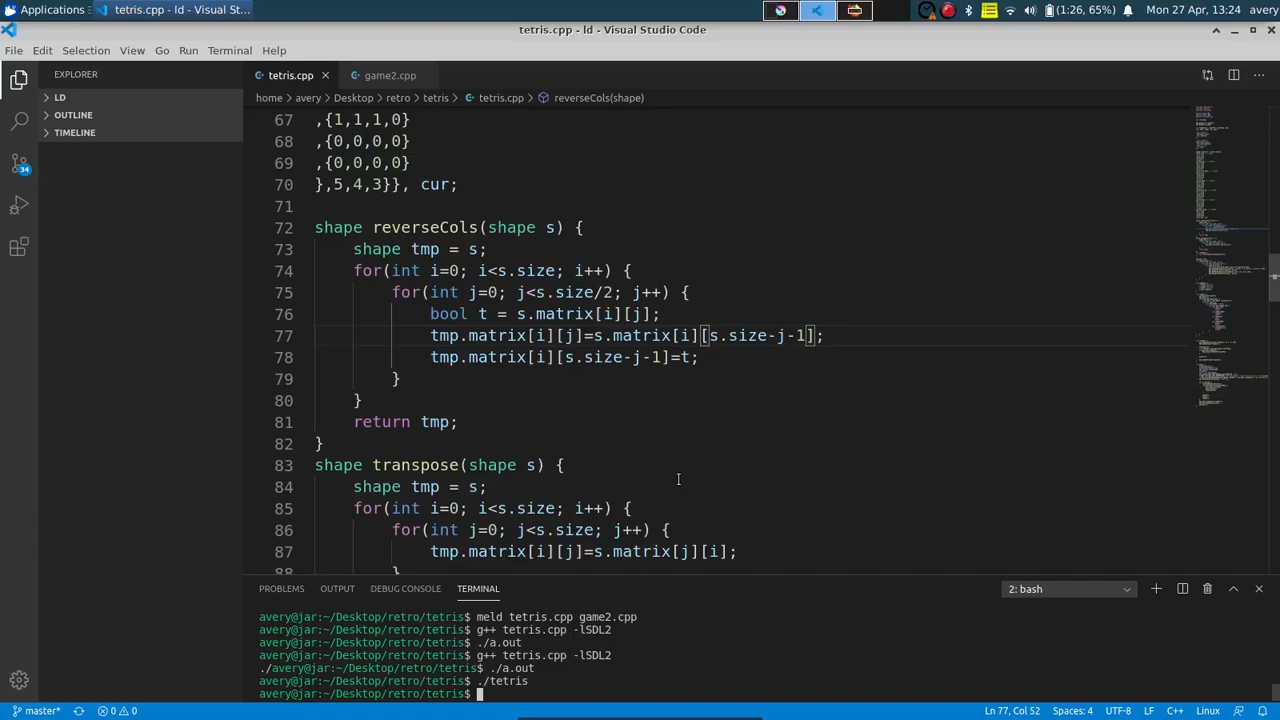 Applications
tetris.cpp - ld - Visual St...
(1:26, 65%)
Mon 27 Apr, 13:24
avery
tetris.cpp - ld - Visual Studio Code
File Edit Selection View Go Run Terminal Help
EXPLORER
LD
OUTLINE
TIMELINE
34
tetris.cpp
game2.cpp
home > avery > Desktop > retro > tetris > tetris.cpp > reverseCols(shape)
67 ,{1,1,1,0}
68 ,{0,0,0,0}
69 ,{0,0,0,0}
70 },5,4,3}}, cur;
71
72 shape reverseCols(shape s) {
73 shape tmp = s;
74 for(int i=0; i<s.size; i++) {
75 for(int j=0; j<s.size/2; j++) {
76 bool t = s.matrix[i][j];
77 tmp.matrix[i][j]=s.matrix[i][s.size-j-1];
78 tmp.matrix[i][s.size-j-1]=t;
79 }
80 }
81 return tmp;
82 }
83 shape transpose(shape s) {
84 shape tmp = s;
85 for(int i=0; i<s.size; i++) {
86 for(int j=0; j<s.size; j++) {
87 tmp.matrix[i][j]=s.matrix[j][i];
88 }
PROBLEMS OUTPUT DEBUG CONSOLE TERMINAL
2: bash
avery@jar:~/Desktop/retro/tetris$ meld tetris.cpp game2.cpp
avery@jar:~/Desktop/retro/tetris$ g++ tetris.cpp -lSDL2
avery@jar:~/Desktop/retro/tetris$ ./a.out
avery@jar:~/Desktop/retro/tetris$ g++ tetris.cpp -lSDL2
./avery@jar:~/Desktop/retro/tetris$ ./a.out
avery@jar:~/Desktop/retro/tetris$ ./tetris
avery@jar:~/Desktop/retro/tetris$
master* 0 0 Ln 77, Col 52 Spaces: 4 UTF-8 LF C++ Linux